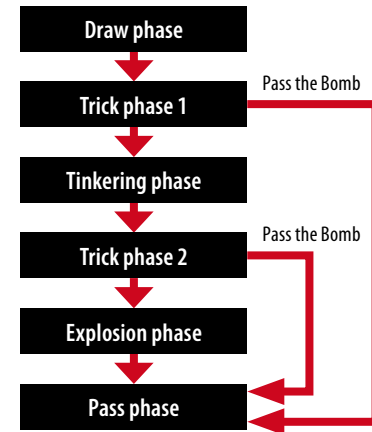 Draw phase
Pass the Bomb
Trick phase 1
Tinkering phase
Pass the Bomb
Trick phase 2
Explosion phase
Pass phase